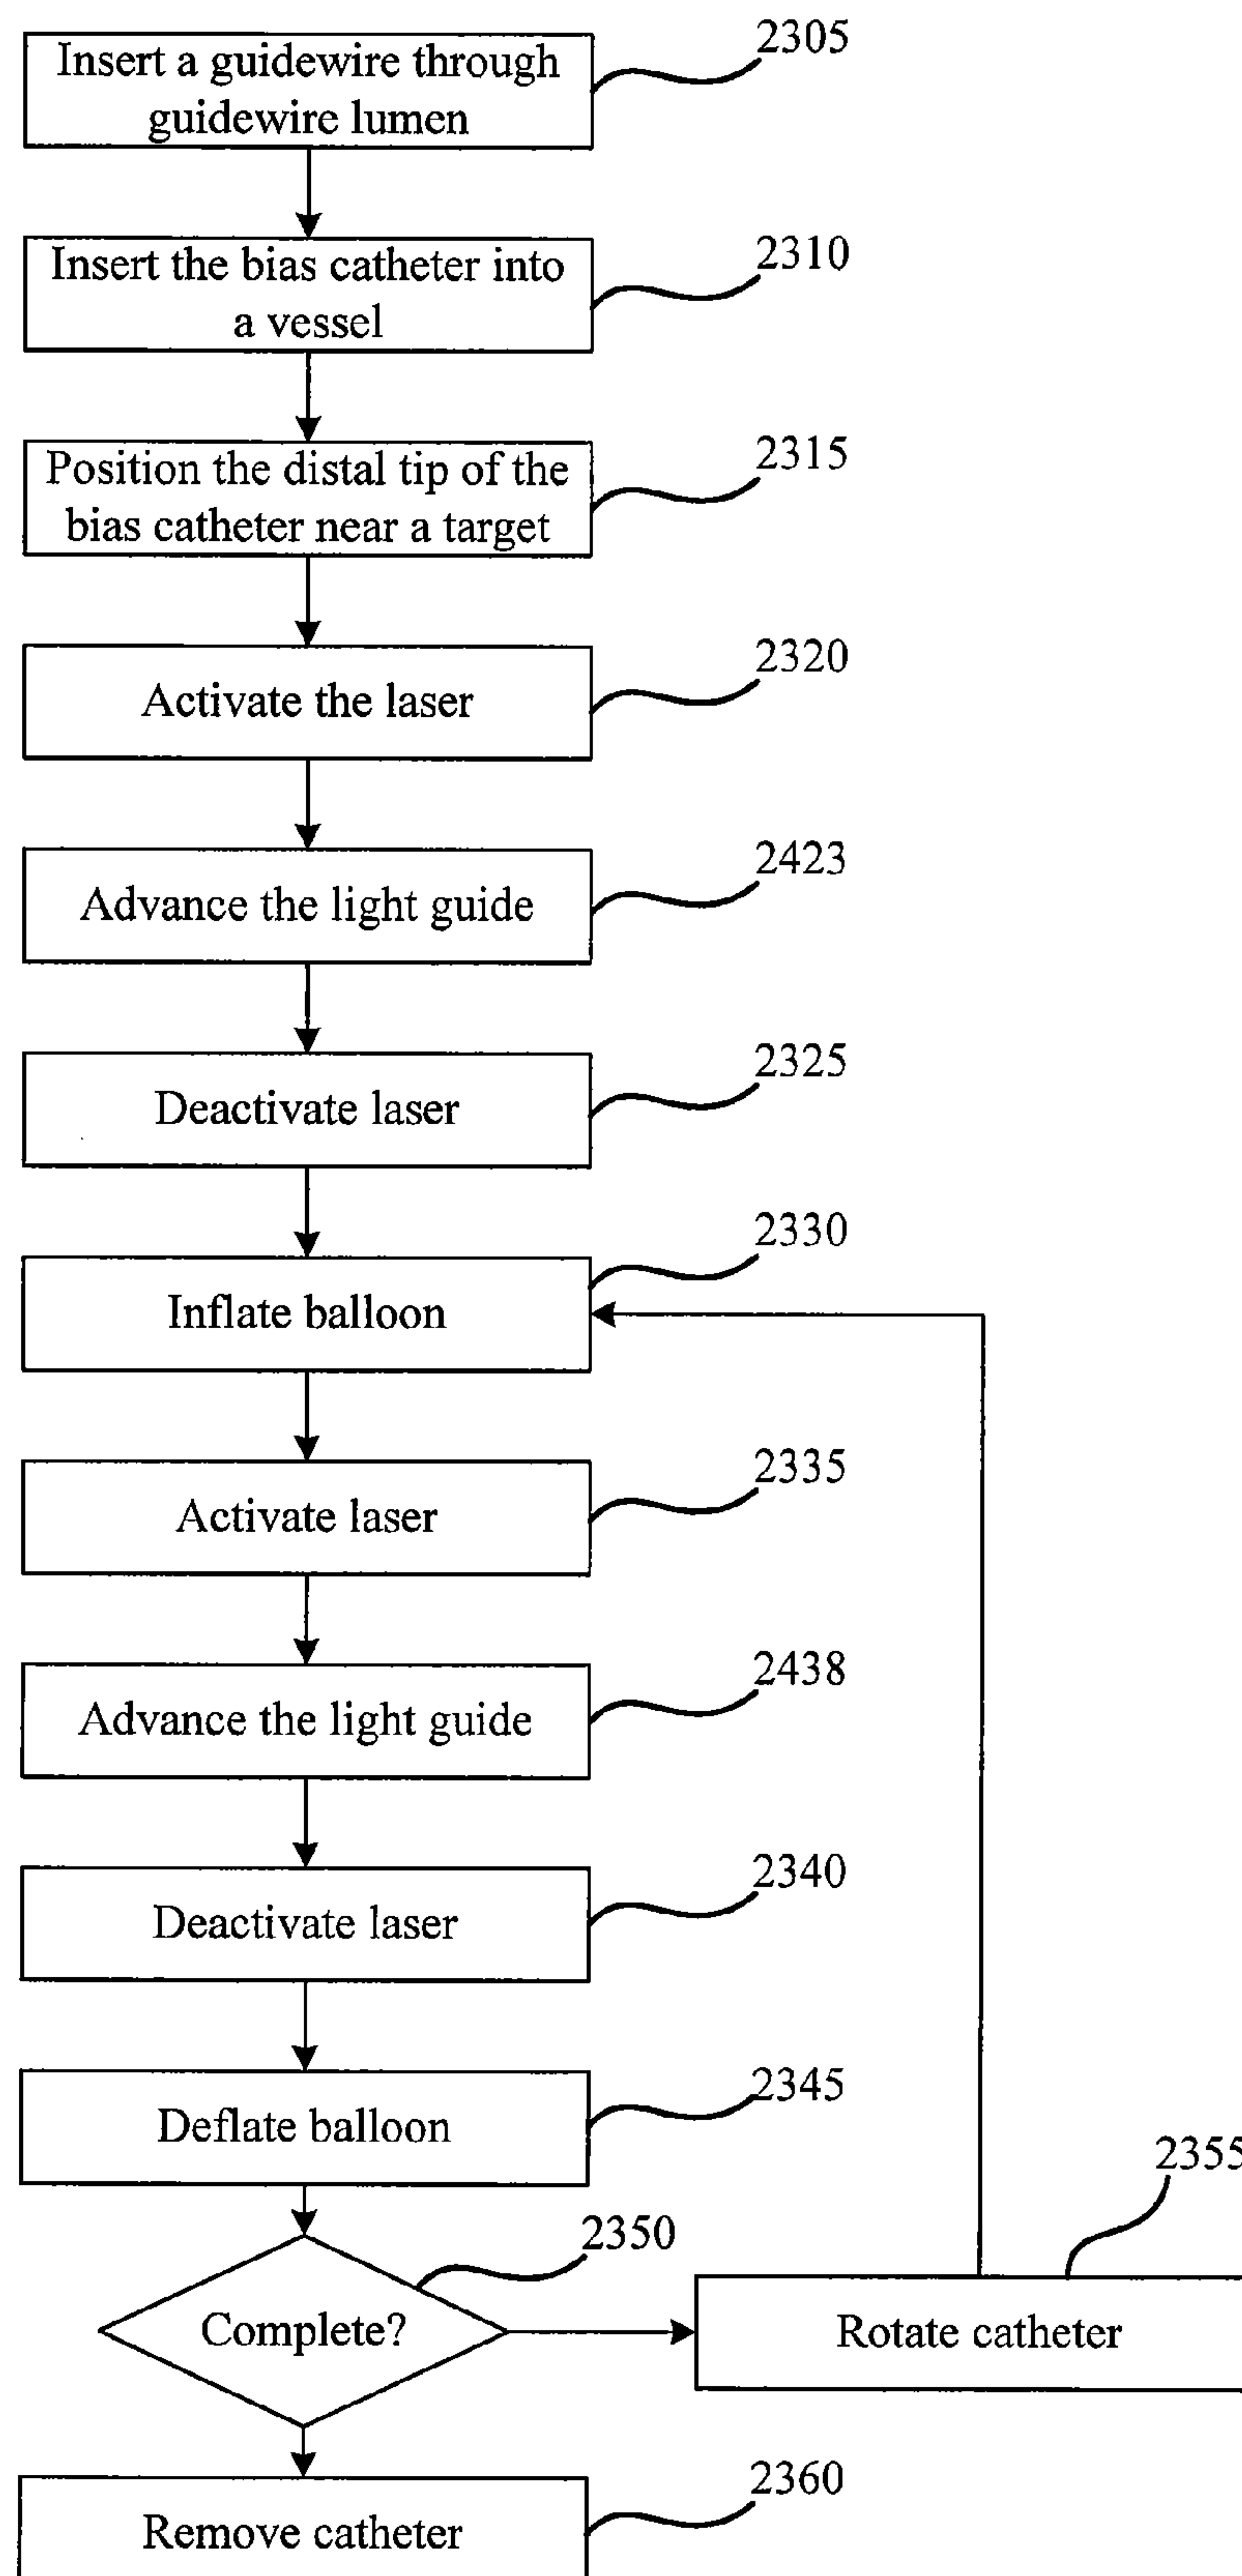 2305
Insert a guidewire through
guidewire lumen
2310
Insert the bias catheter into
a vessel
2315
Position the distal tip of the
bias catheter near a target
2320
Activate the laser
2423
Advance the light guide
2325
Deactivate laser
2330
Inflate balloon
2335
Activate laser
2438
Advance the light guide
2340
Deactivate laser
2345
Deflate balloon
2355
2350
Complete?
Rotate catheter
2360
Remove catheter